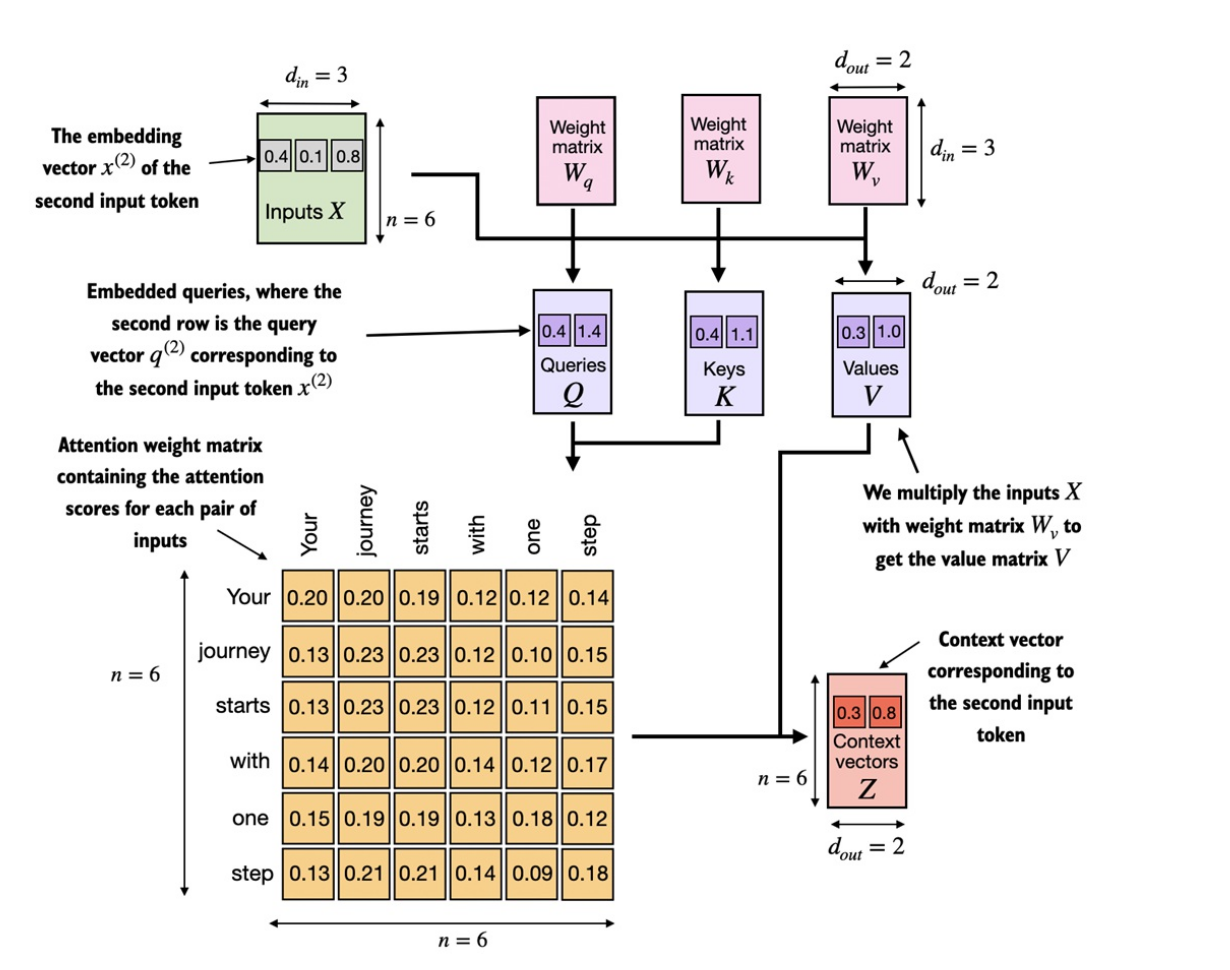 d_in = 3
d_out = 2
The embedding
vector x^(2) of the
second input token
0.4 0.1 0.8
Inputs X
n = 6
Weight
matrix
W_q
Weight
matrix
W_k
Weight
matrix
W_v
d_in = 3
Embedded queries, where the
second row is the query
vector q^(2) corresponding to
the second input token x^(2)
0.4 1.4
Queries
Q
0.4 1.1
Keys
K
d_out = 2
0.3 1.0
Values
V
Attention weight matrix
containing the attention
scores for each pair of
inputs
We multiply the inputs X
with weight matrix W_v to
get the value matrix V
Your journey starts with one step
Your 0.20 0.20 0.19 0.12 0.12 0.14
journey 0.13 0.23 0.23 0.12 0.10 0.15
starts 0.13 0.23 0.23 0.12 0.11 0.15
with 0.14 0.20 0.20 0.14 0.12 0.17
one 0.15 0.19 0.19 0.13 0.18 0.12
step 0.13 0.21 0.21 0.14 0.09 0.18
n = 6
n = 6
Context vector
corresponding to
the second input
token
0.3 0.8
Context
vectors
Z
n = 6
d_out = 2